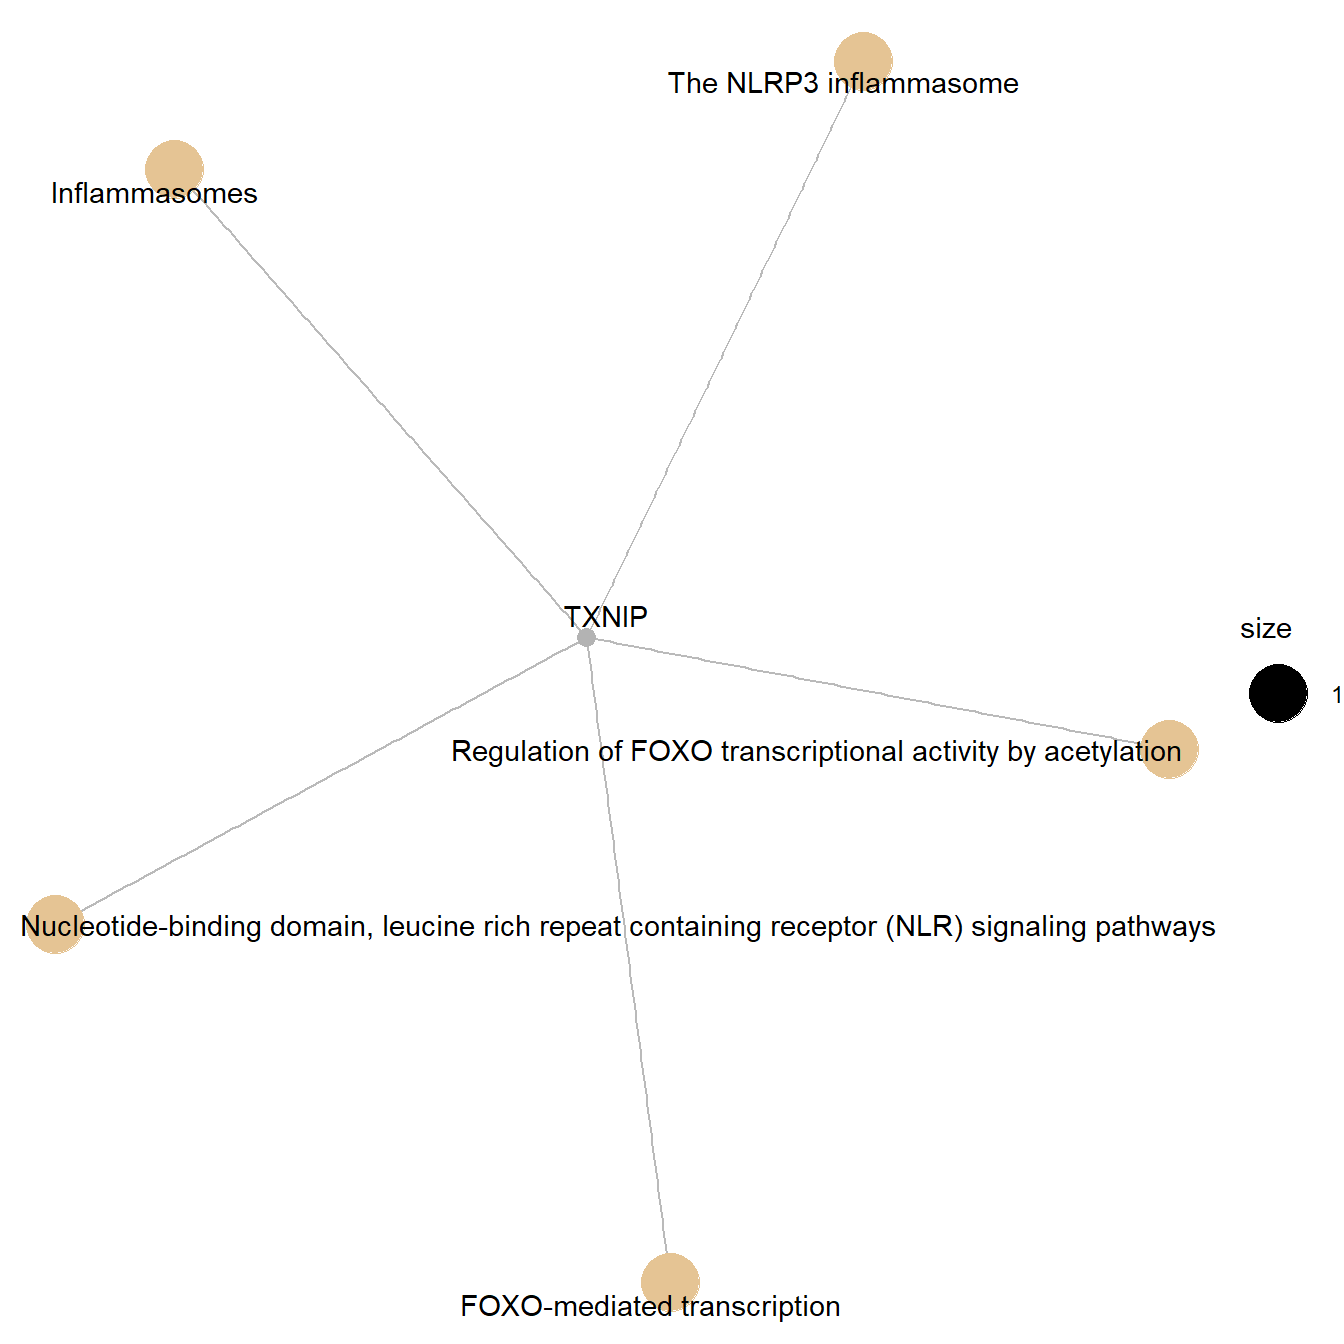 The NLRP3 inflammasome
Inflammasomes
TXNIP
size
1
Regulation of FOXO transcriptional activity by acetylation
Nucleotide-binding domain, leucine rich repeat containing receptor (NLR) signaling pathways
FOXO-mediated transcription